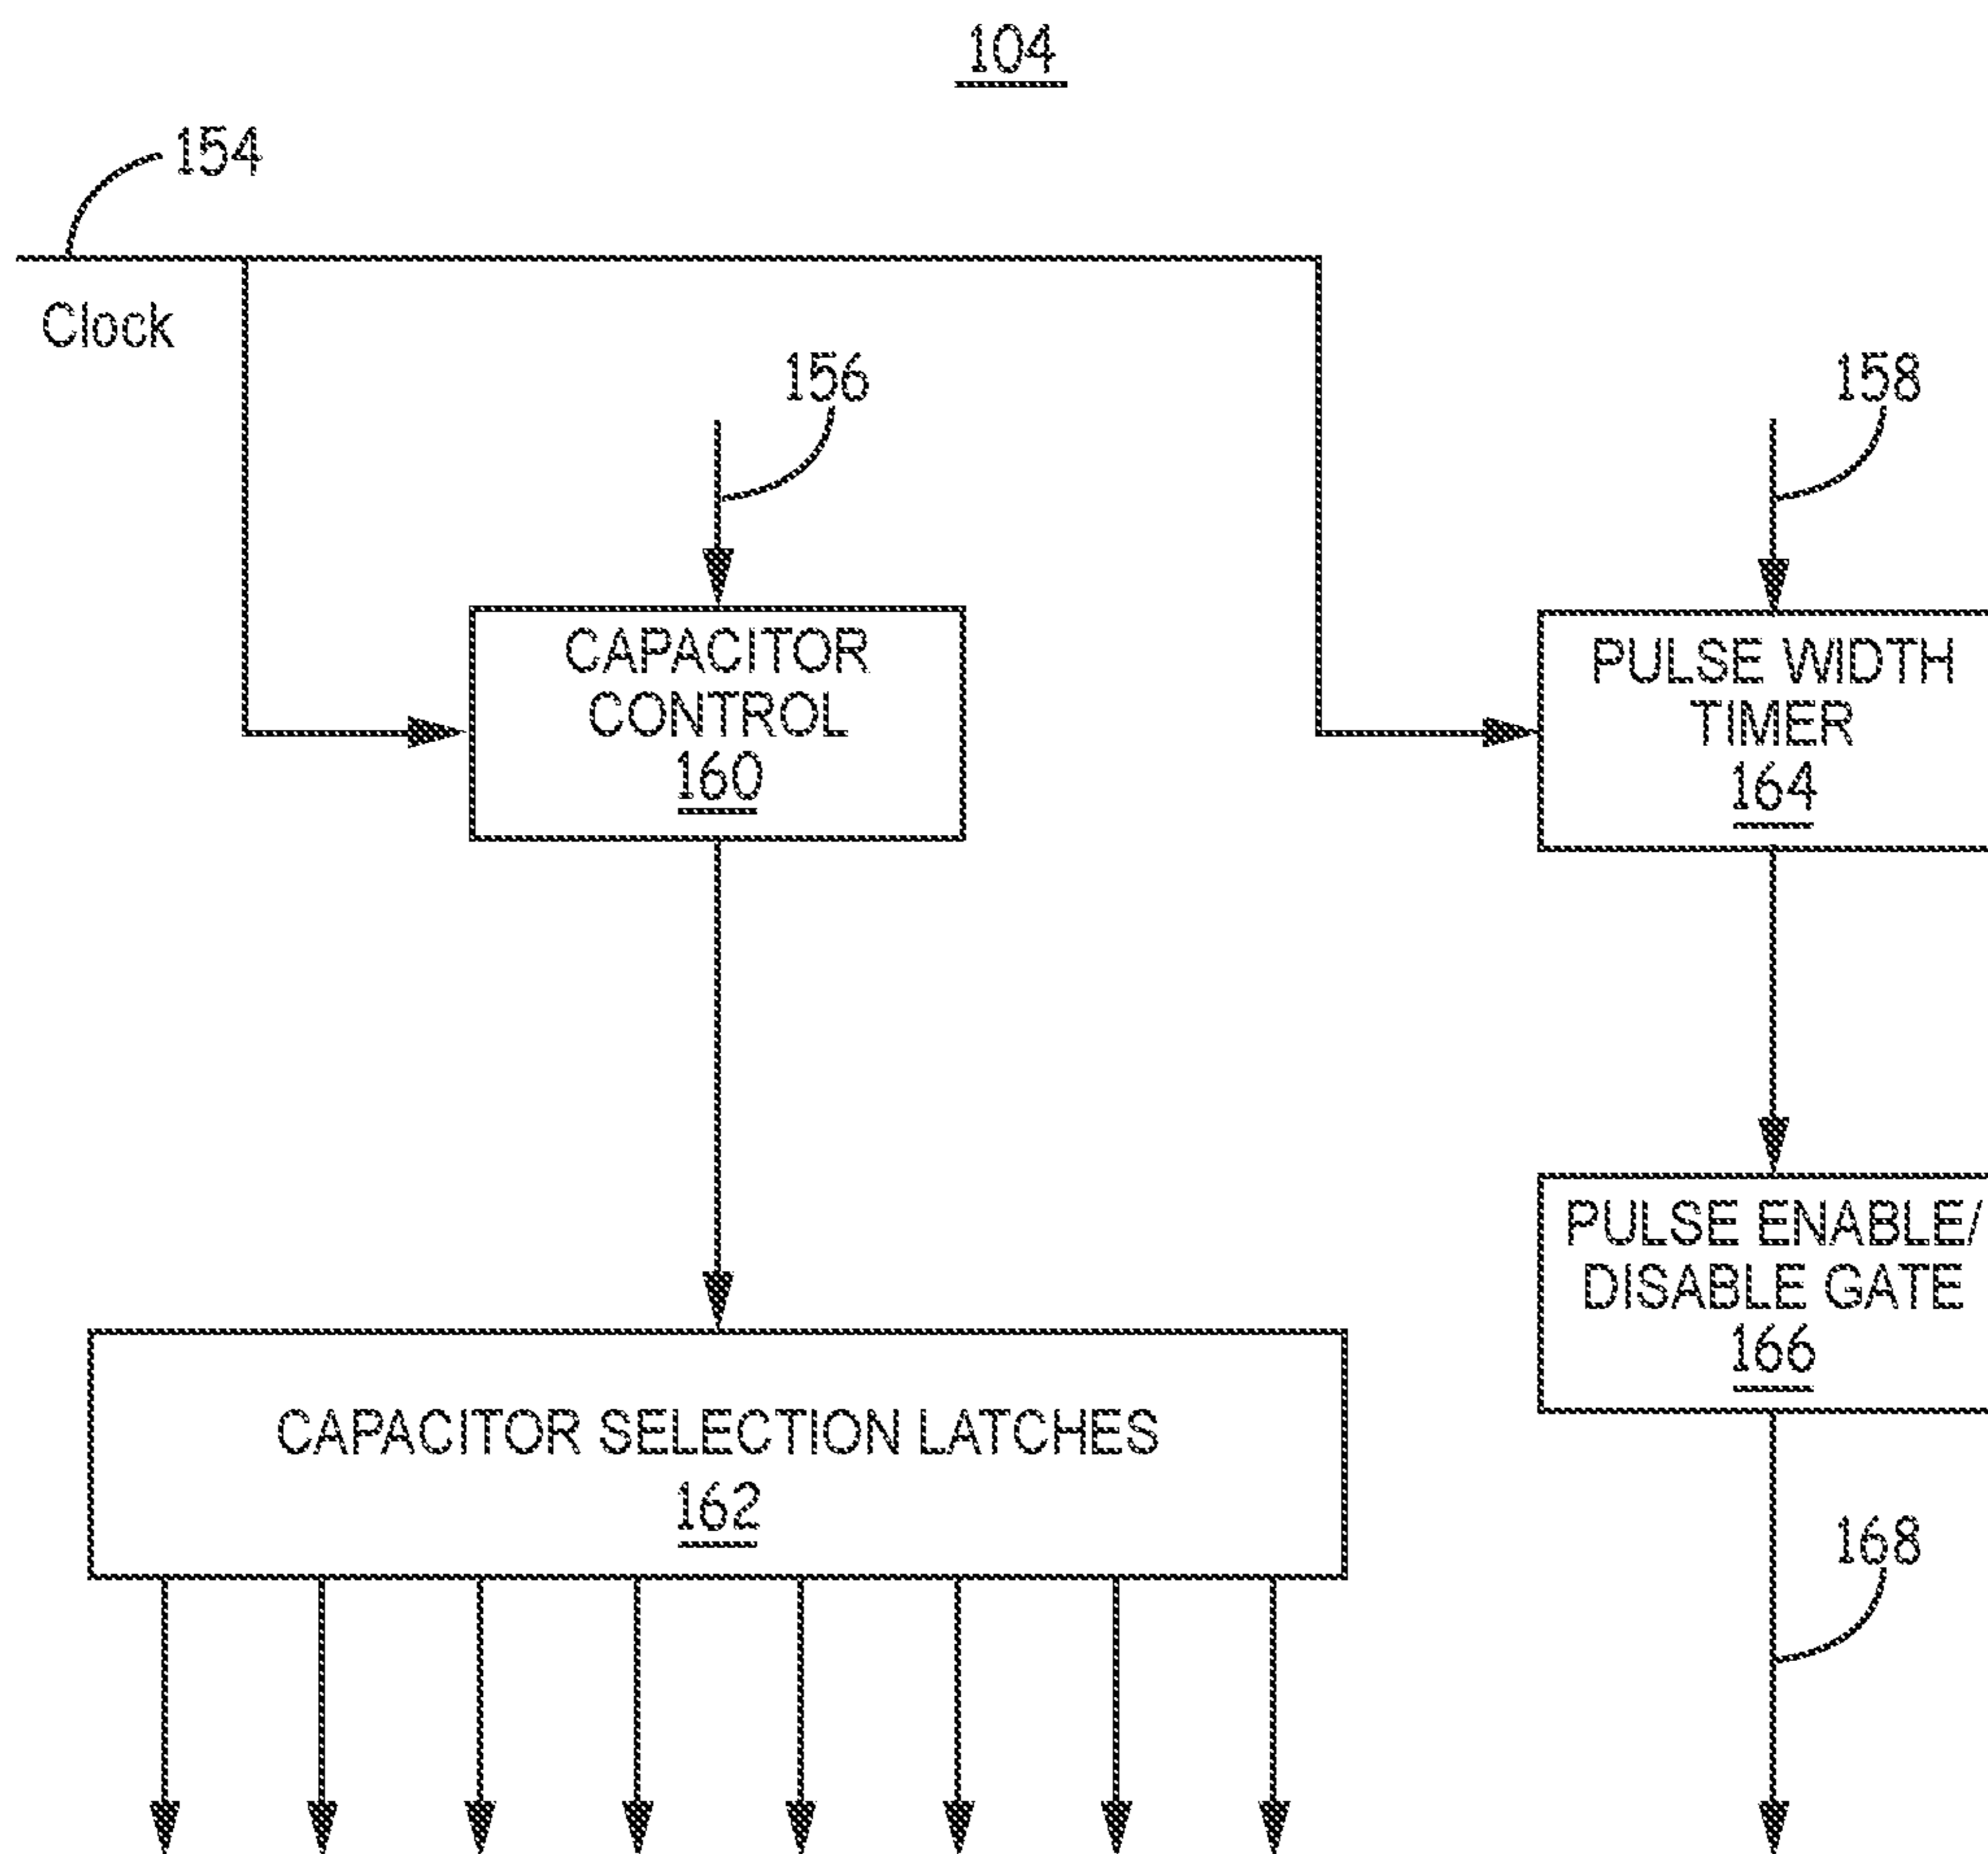 104
154
Clock
156
158
CAPACITOR
CONTROL
160
PULSE WIDTH
TIMER
164
PULSE ENABLE/
DISABLE GATE
166
CAPACITOR SELECTION LATCHES
162
168